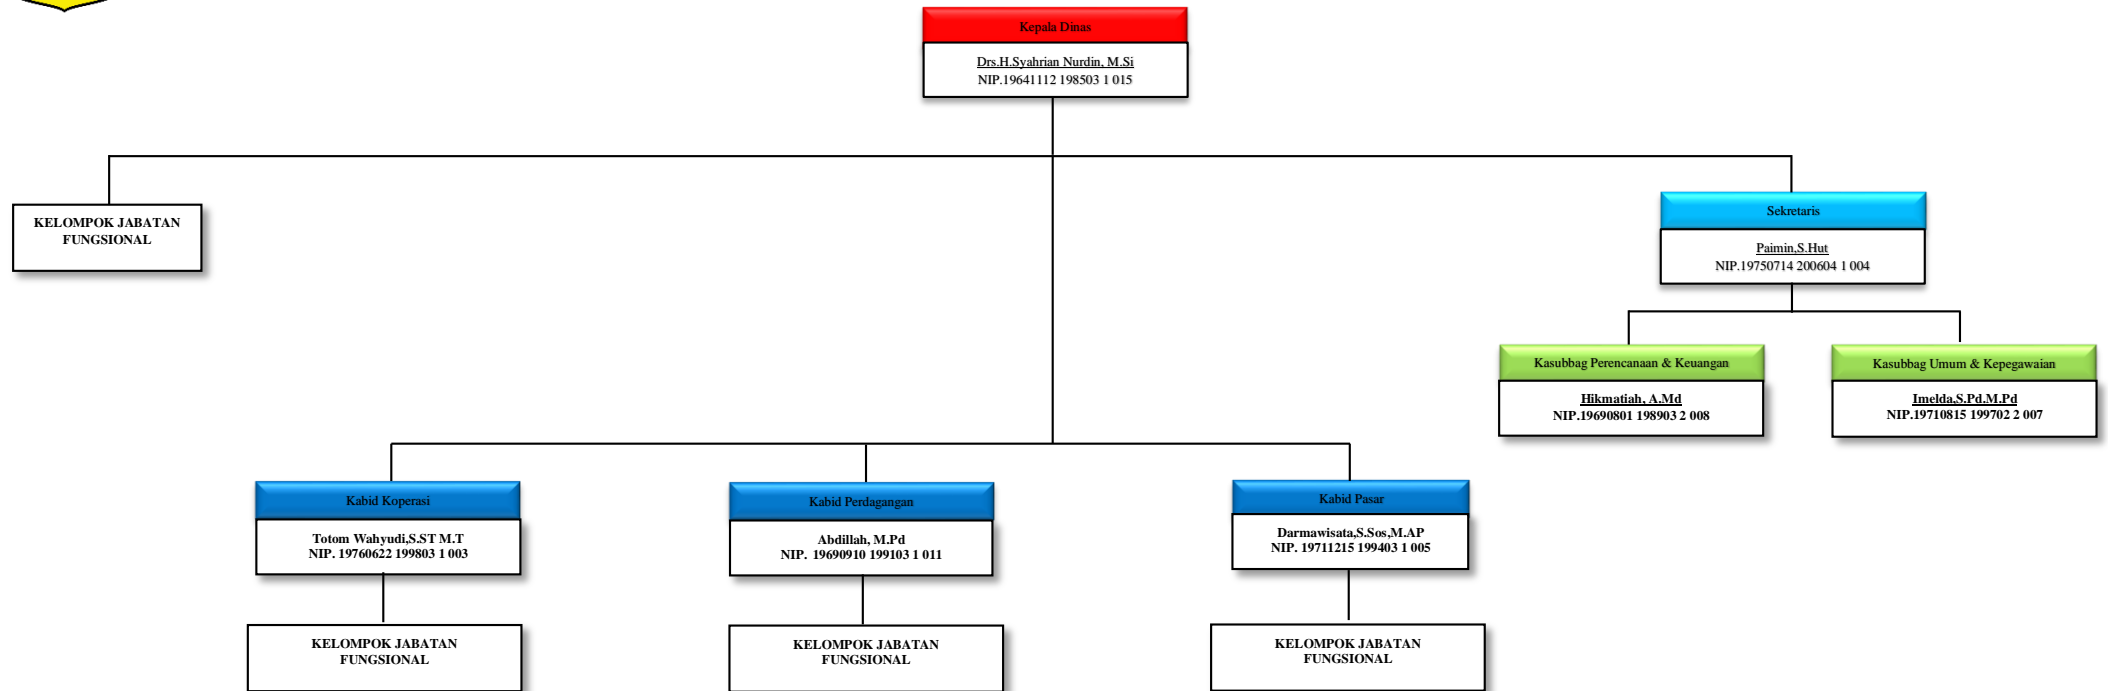 Kepala Dinas
Drs.H.Syahrian Nurdin, M.Si
NIP.19641112 198503 1 015
KELOMPOK JABATAN
FUNGSIONAL
Sekretaris
Paimin,S.Hut
NIP.19750714 200604 1 004
Kasubbag Perencanaan & Keuangan
Hikmatiah, A.Md
NIP.19690801 198903 2 008
Kasubbag Umum & Kepegawaian
Imelda,S.Pd.M.Pd
NIP.19710815 199702 2 007
Kabid Koperasi
Totom Wahyudi,S.ST M.T
NIP. 19760622 199803 1 003
Kabid Perdagangan
Abdillah, M.Pd
NIP. 19690910 199103 1 011
Kabid Pasar
Darmawisata,S.Sos,M.AP
NIP. 19711215 199403 1 005
KELOMPOK JABATAN
FUNGSIONAL
KELOMPOK JABATAN
FUNGSIONAL
KELOMPOK JABATAN
FUNGSIONAL